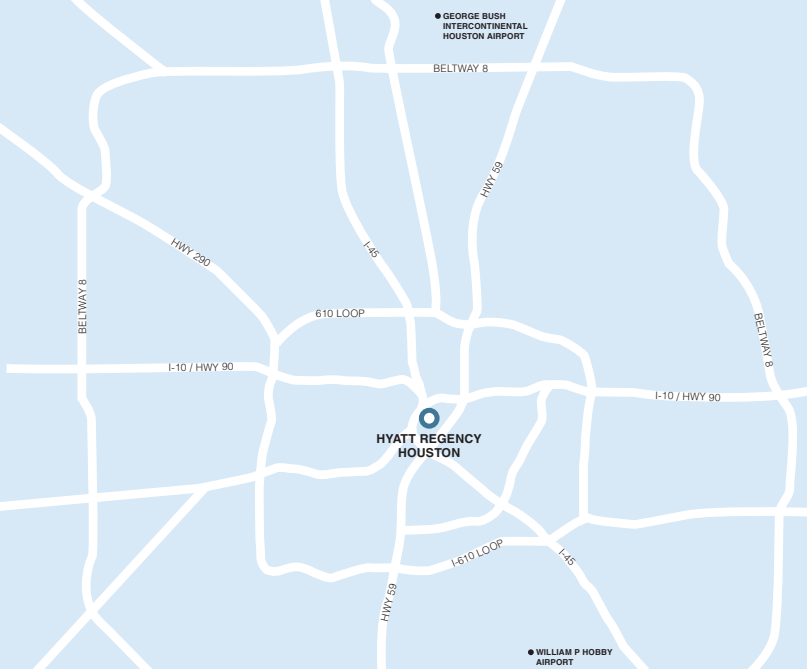 GEORGE BUSH
INTERCONTINENTAL
HOUSTON AIRPORT
BELTWAY 8
HWY 59
HWY 290
I-45
BELTWAY 8
610 LOOP
BELTWAY 8
I-10 / HWY 90
I-10 / HWY 90
HYATT REGENCY
HOUSTON
I-610 LOOP
I-45
HWY 59
WILLIAM P HOBBY
AIRPORT